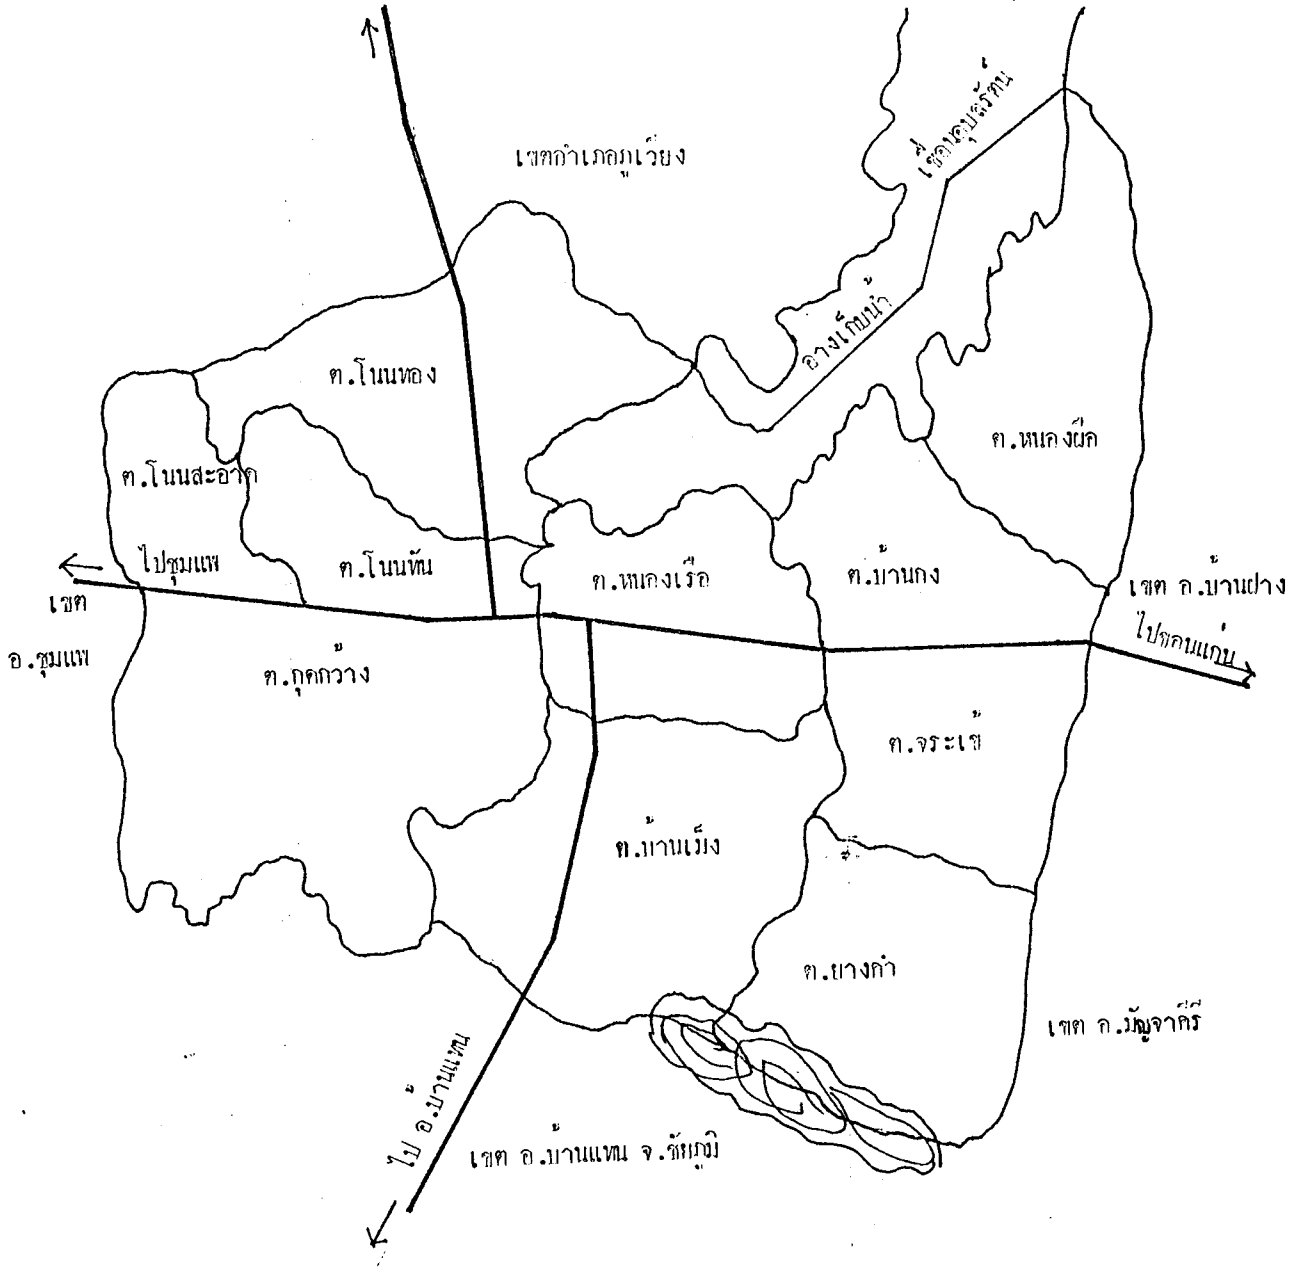 เขตอำเภอภูเวียง
เขื่อนอุบลรัตน์
อ่างเก็บน้ำ
ต.โนนทอง
ต.หนองผือ
ต.โนนสะอาด
ไปชุมแพ
ต.โนนทัน
ต.หนองเรือ
ต.บ้านกง
เขต อ.บ้านฝาง
เขต
อ.ชุมแพ
ไปขอนแก่น
ต.กุดกว้าง
ต.จระเข้
ต.บ้านเม็ง
ต.ยางคำ
เขต อ.มัญจาคีรี
ไป อ.บ้านแทน
เขต อ.บ้านแทน จ.ชัยภูมิ